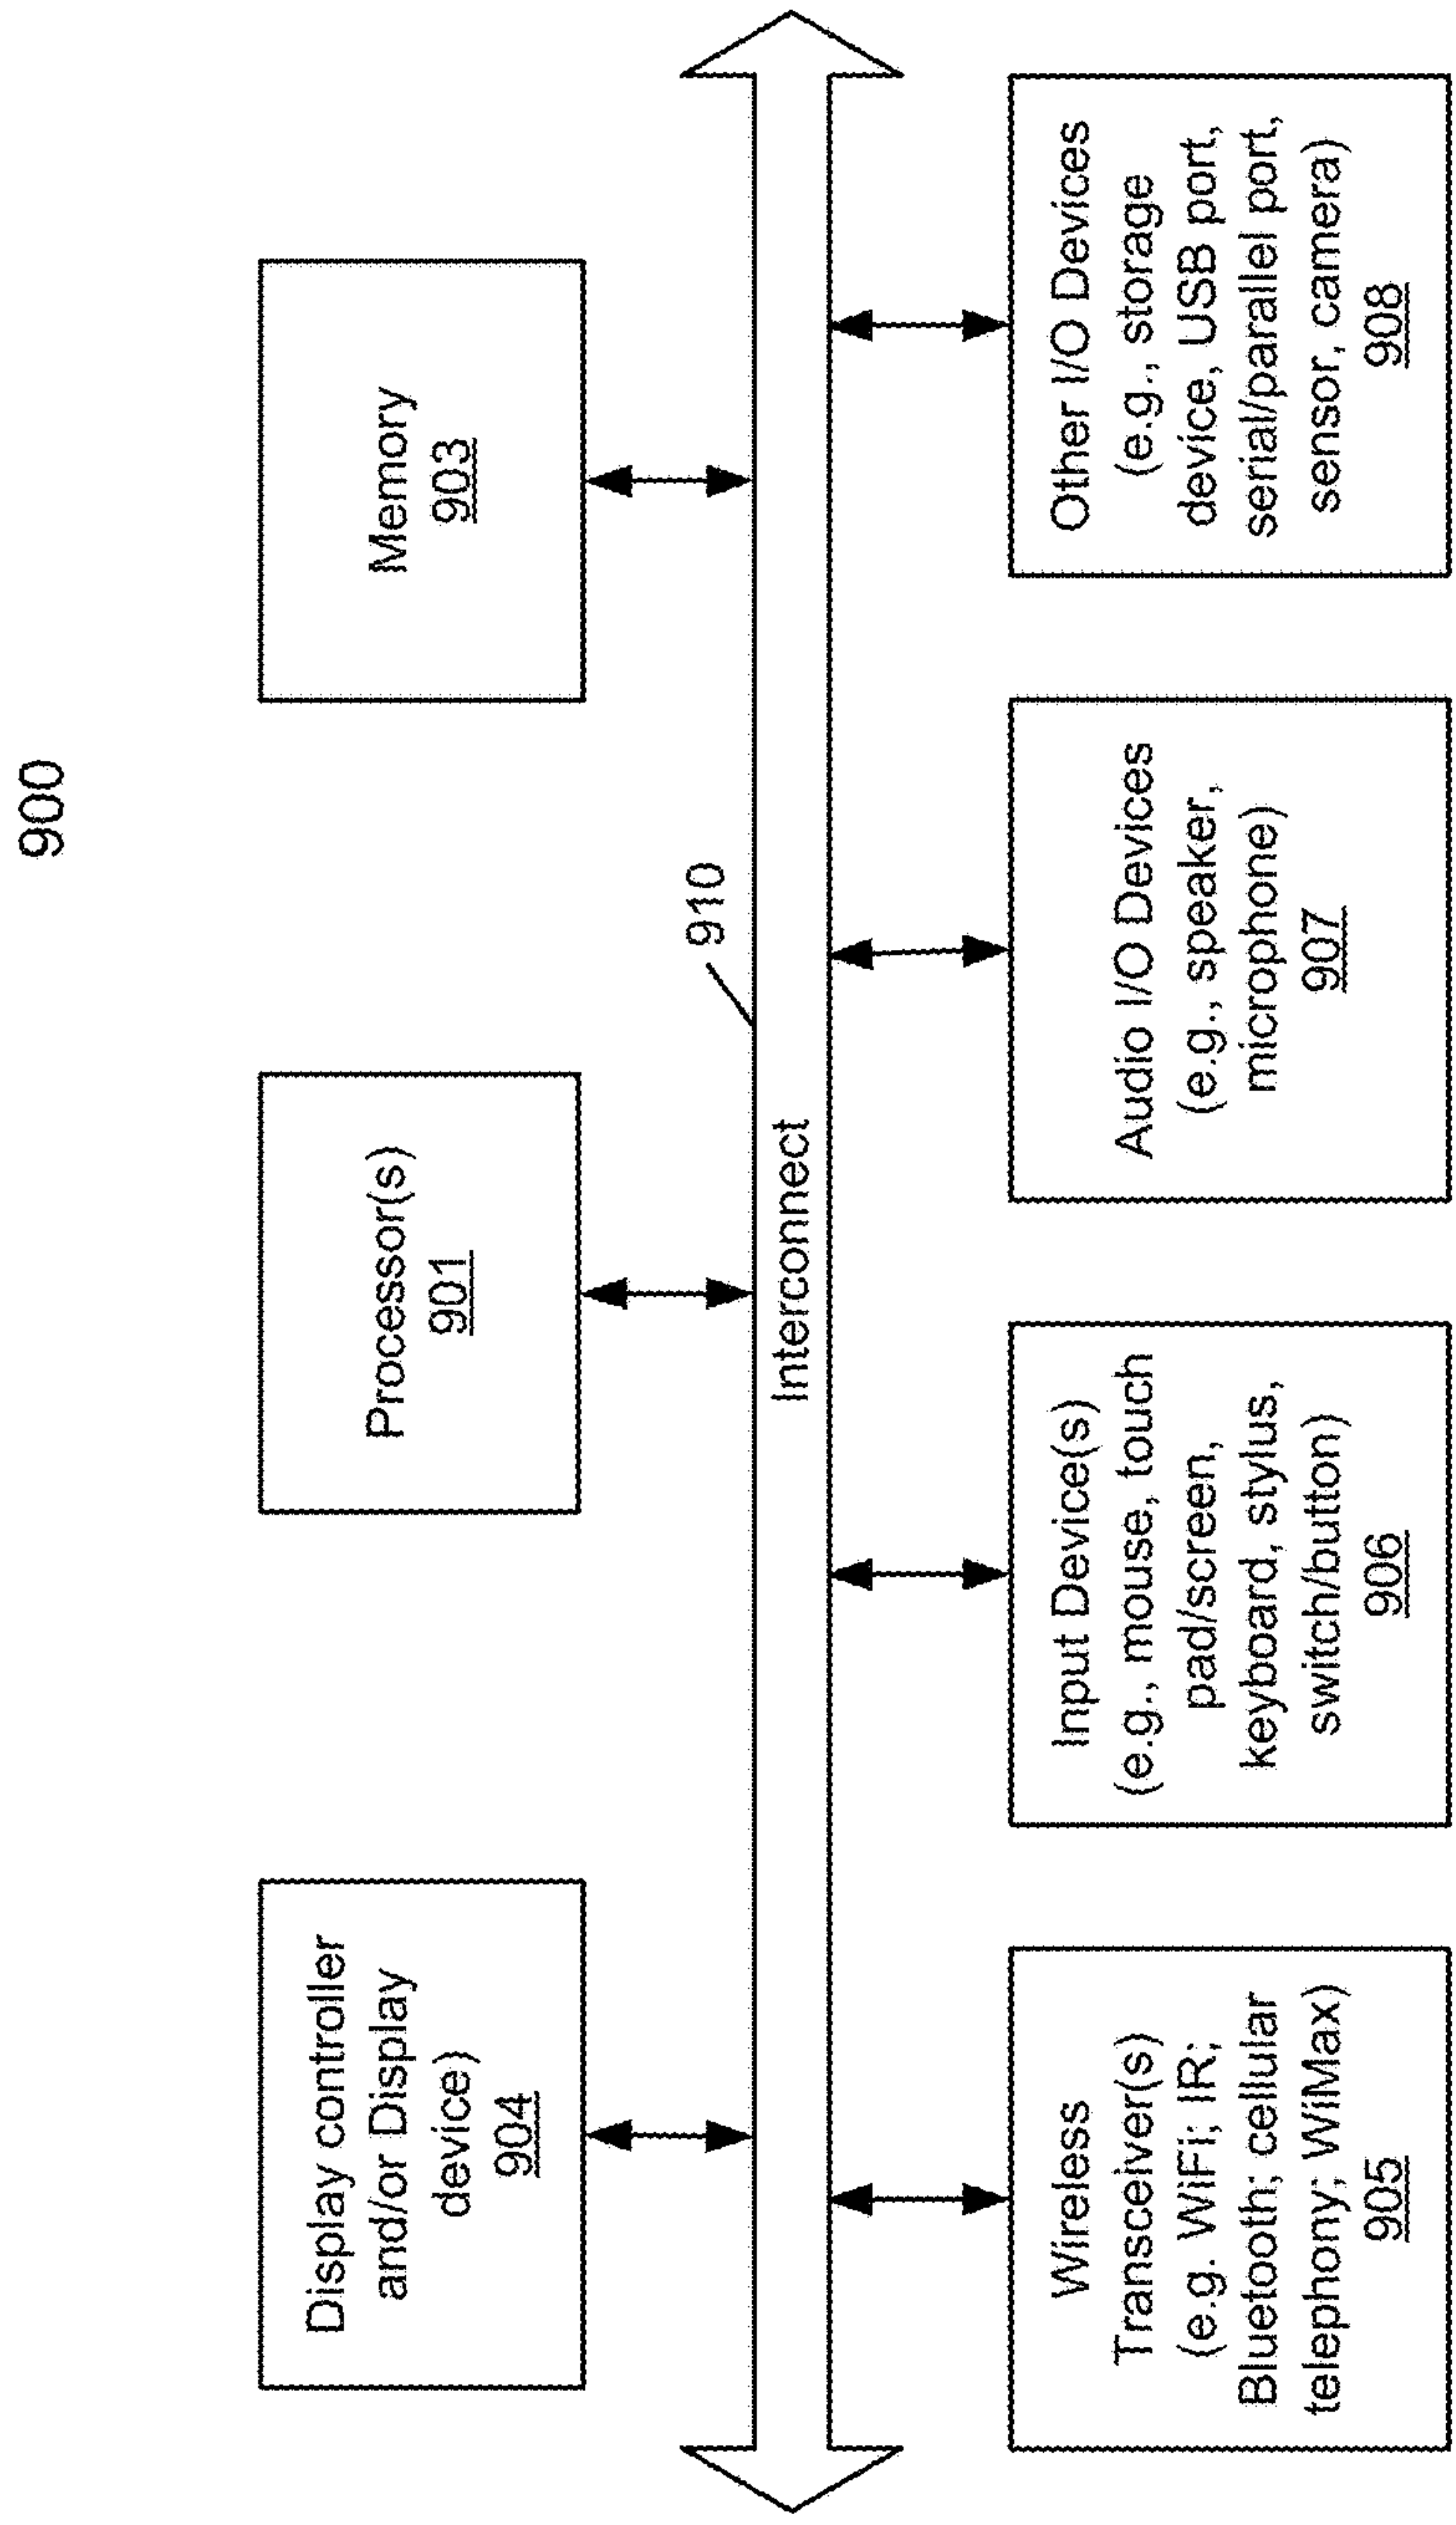 900
Display controller
and/or Display
device)
904
Processor(s)
901
Memory
903
910
Interconnect
Wireless
Transceiver(s)
(e.g. WiFi; IR;
Bluetooth; cellular
telephony; WiMax)
905
Input Device(s)
(e.g., mouse, touch
pad/screen,
keyboard, stylus,
switch/button)
906
Audio I/O Devices
(e.g., speaker,
microphone)
907
Other I/O Devices
(e.g., storage
device, USB port,
serial/parallel port,
sensor, camera)
908